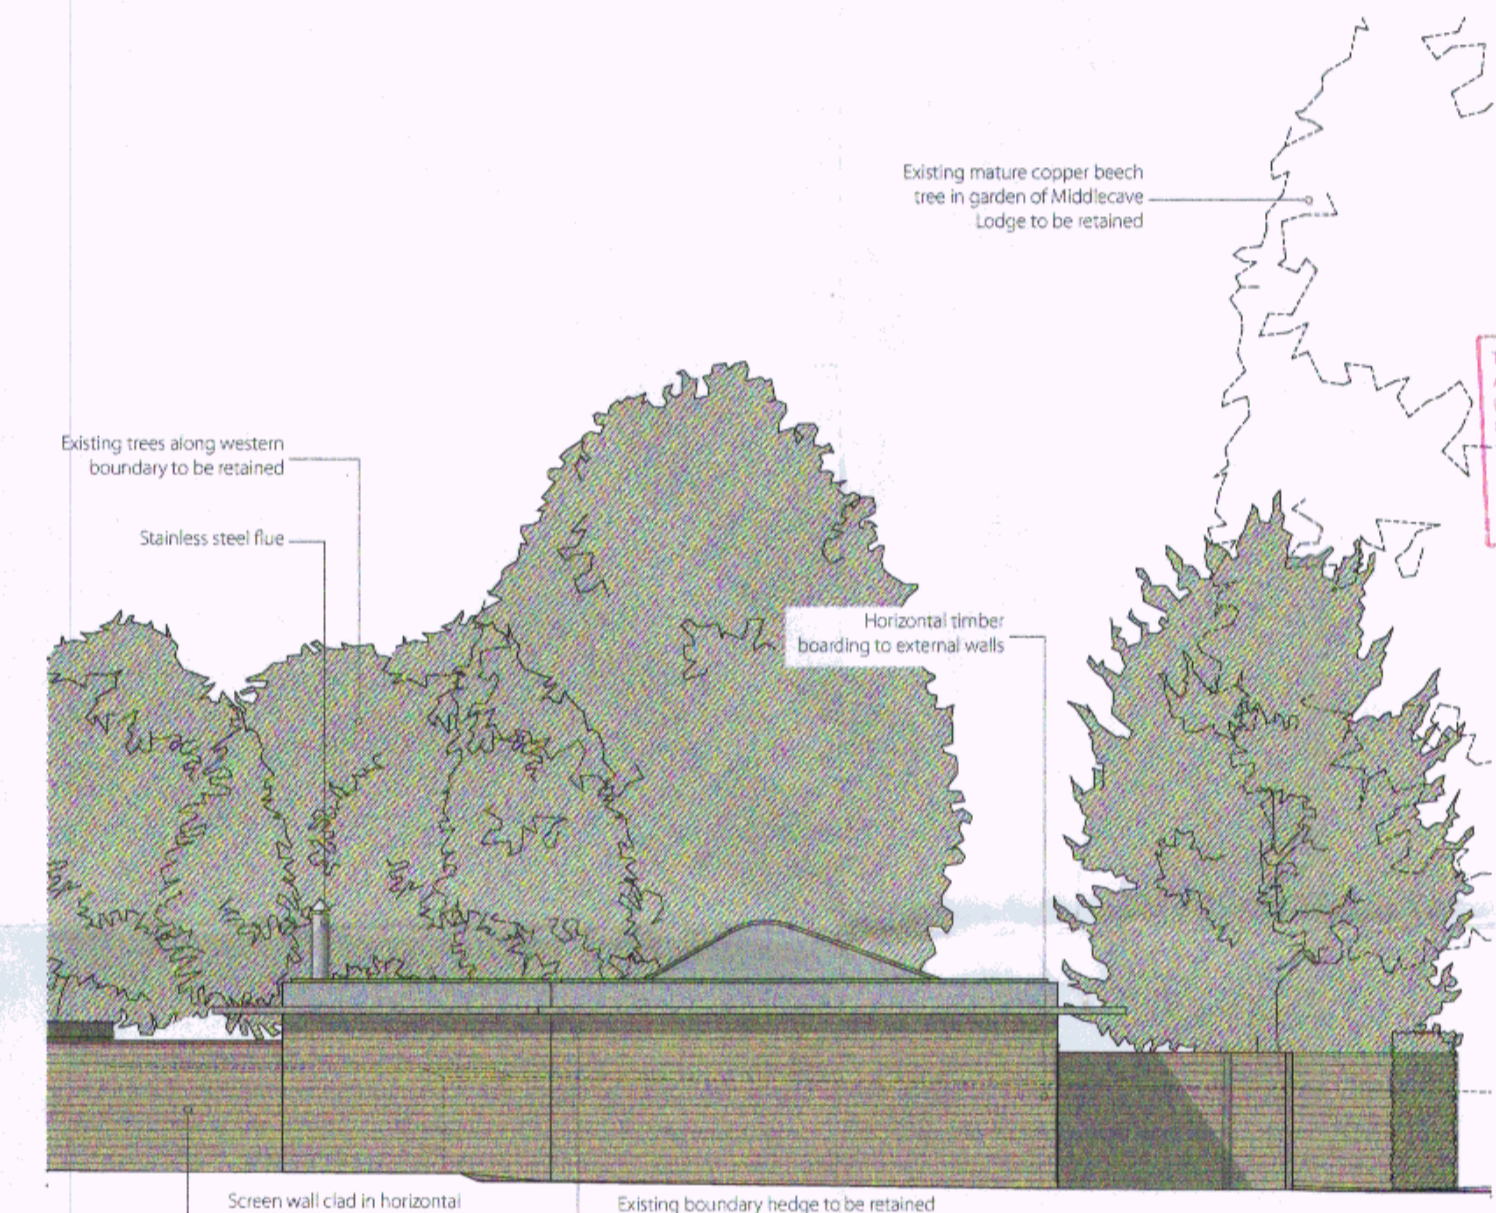 Existing mature copper beech
tree in garden of Middlecave
Lodge to be retained
Existing trees along western
boundary to be retained
Stainless steel flue
Horizontal timber
boarding to external walls
Screen wall clad in horizontal
Existing boundary hedge to be retained